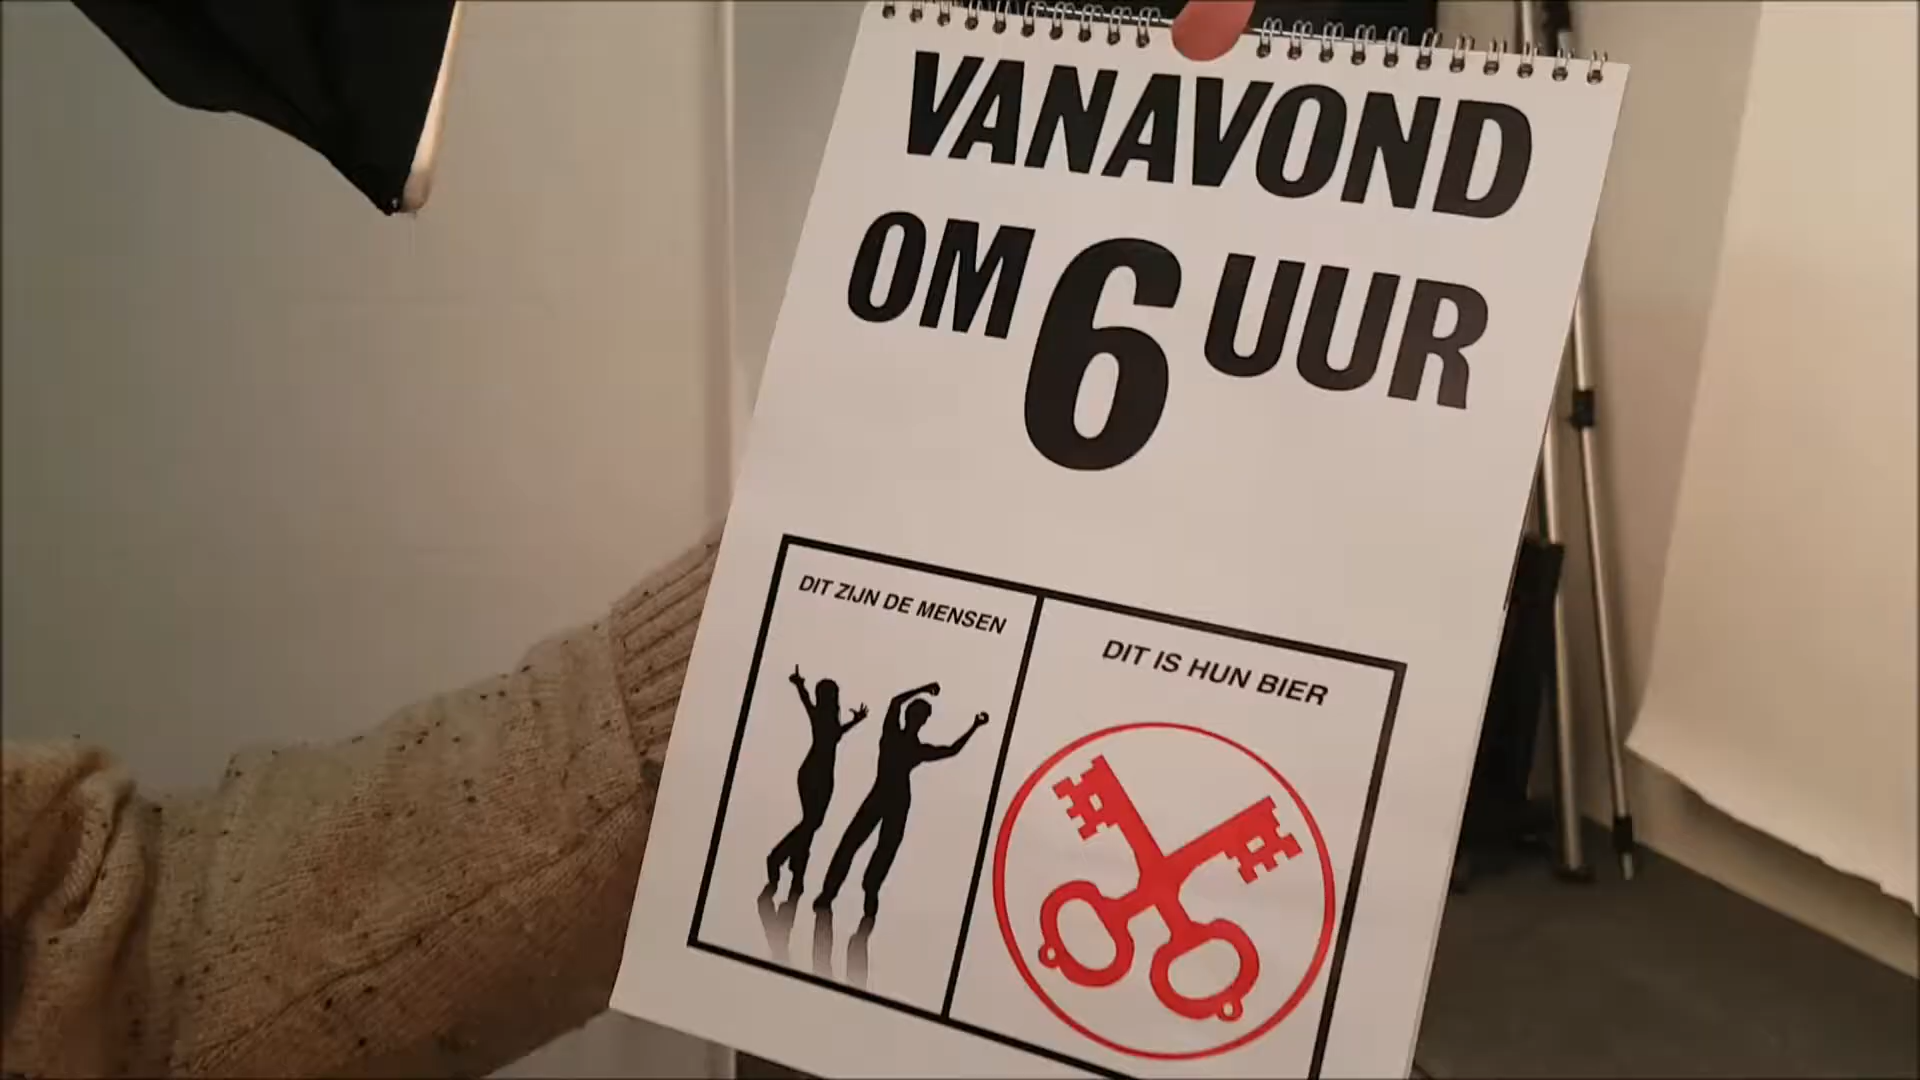 VANAVOND
OM 6 UUR
DIT ZIJN DE MENSEN
DIT IS HUN BIER